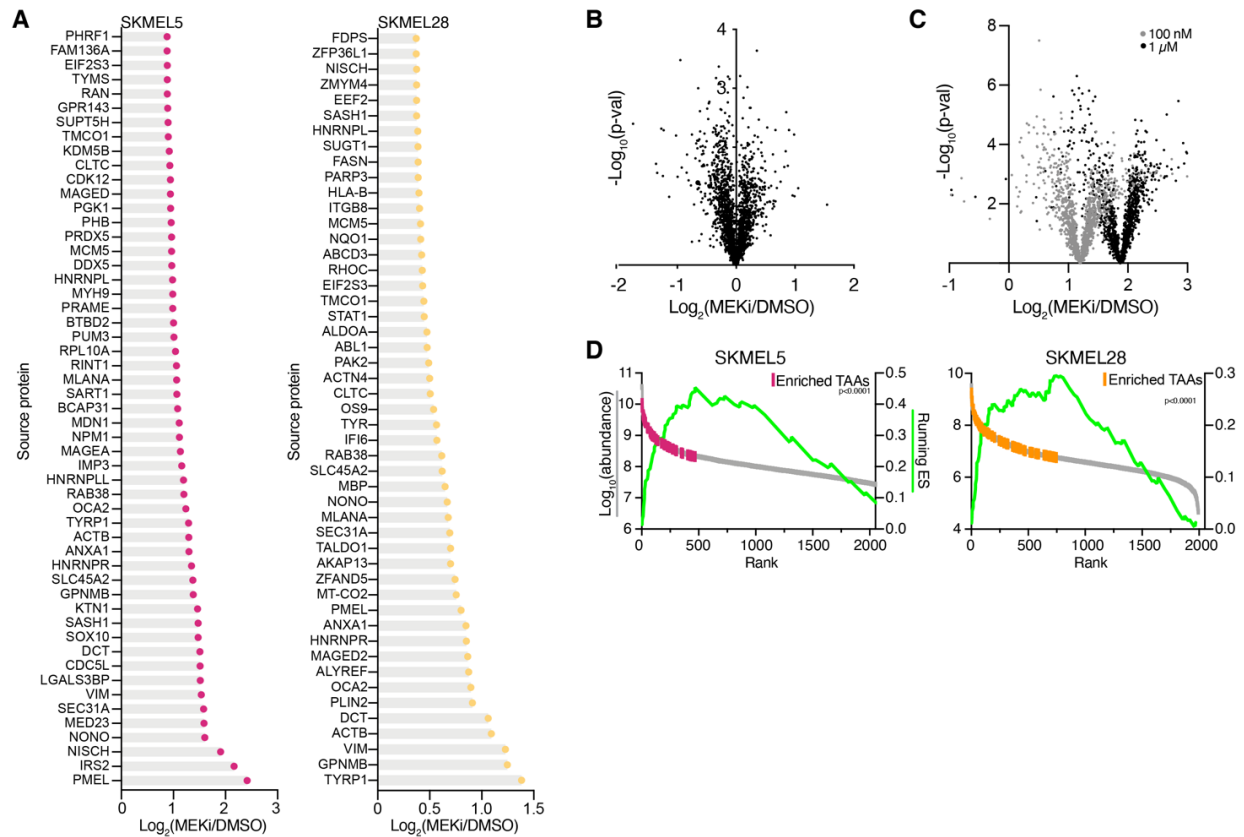 A
SKMEL5
PHRF1
FAM136A
EIF2S3
TYMS
RAN
GPR143
SUPT5H
TMCO1
KDM5B
CLTC
CDK12
MAGED
PGK1
PHB
PRDX5
MCM5
DDX5
HNRNPL
MYH9
PRAME
BTBD2
PUM3
RPL10A
RINT1
MLANA
SART1
BCAP31
MDN1
NPM1
MAGEA
IMP3
HNRNPLL
RAB38
OCA2
TYRP1
ACTB
ANXA1
HNRNPR
SLC45A2
GPNMB
KTN1
SASH1
SOX10
DCT
CDC5L
LGALS3BP
VIM
SEC31A
MED23
NONO
NISCH
IRS2
PMEL
Source protein
0 1 2 3
Log2(MEKi/DMSO)
SKMEL28
FDPS
ZFP36L1
NISCH
ZMYM4
EEF2
SASH1
HNRNPL
SUGT1
FASN
PARP3
HLA-B
ITGB8
MCM5
NQO1
ABCD3
RHOC
EIF2S3
TMCO1
STAT1
ALDOA
ABL1
PAK2
ACTN4
CLTC
OS9
TYR
IFI6
RAB38
SLC45A2
MBP
NONO
MLANA
SEC31A
TALDO1
AKAP13
ZFAND5
MT-CO2
PMEL
ANXA1
HNRNPR
MAGED2
ALYREF
OCA2
PLIN2
DCT
ACTB
VIM
GPNMB
TYRP1
Source protein
0 0.5 1.0 1.5
Log2(MEKi/DMSO)
B
4
3
-Log10(p-val)
-2 -1 0 1 2
Log2(MEKi/DMSO)
C
100 nM
1 µM
8
6
4
2
-Log10(p-val)
-1 0 1 2 3
Log2(MEKi/DMSO)
D
SKMEL5
Enriched TAAs
p<0.0001
11
10
9
8
7
6
Log10(abundance)
0.5
0.4
0.3
0.2
0.1
0.0
Running ES
0 500 1000 1500 2000
Rank
SKMEL28
Enriched TAAs
p<0.0001
10
8
6
4
0.3
0.2
0.1
0.0
0 500 1000 1500 2000
Rank